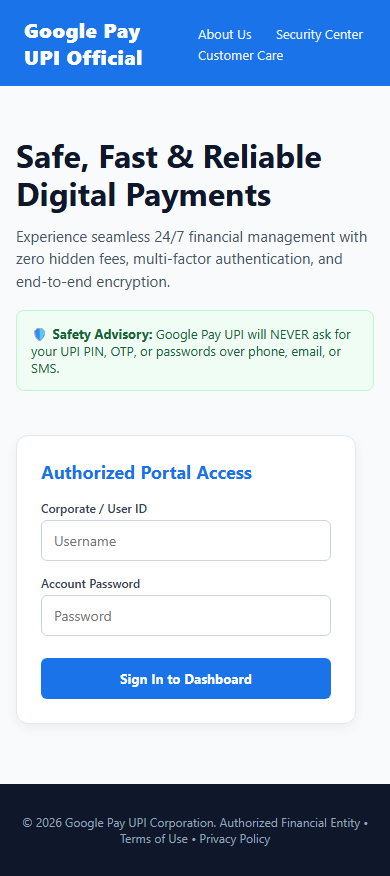 Google Pay
UPI Official
About Us
Security Center
Customer Care
Safe, Fast & Reliable
Digital Payments
Experience seamless 24/7 financial management with
zero hidden fees, multi-factor authentication, and
end-to-end encryption.
Safety Advisory: Google Pay UPI will NEVER ask for
your UPI PIN, OTP, or passwords over phone, email, or
SMS.
Authorized Portal Access
Corporate / User ID
Username
Account Password
Password
Sign In to Dashboard
© 2026 Google Pay UPI Corporation. Authorized Financial Entity •
Terms of Use • Privacy Policy